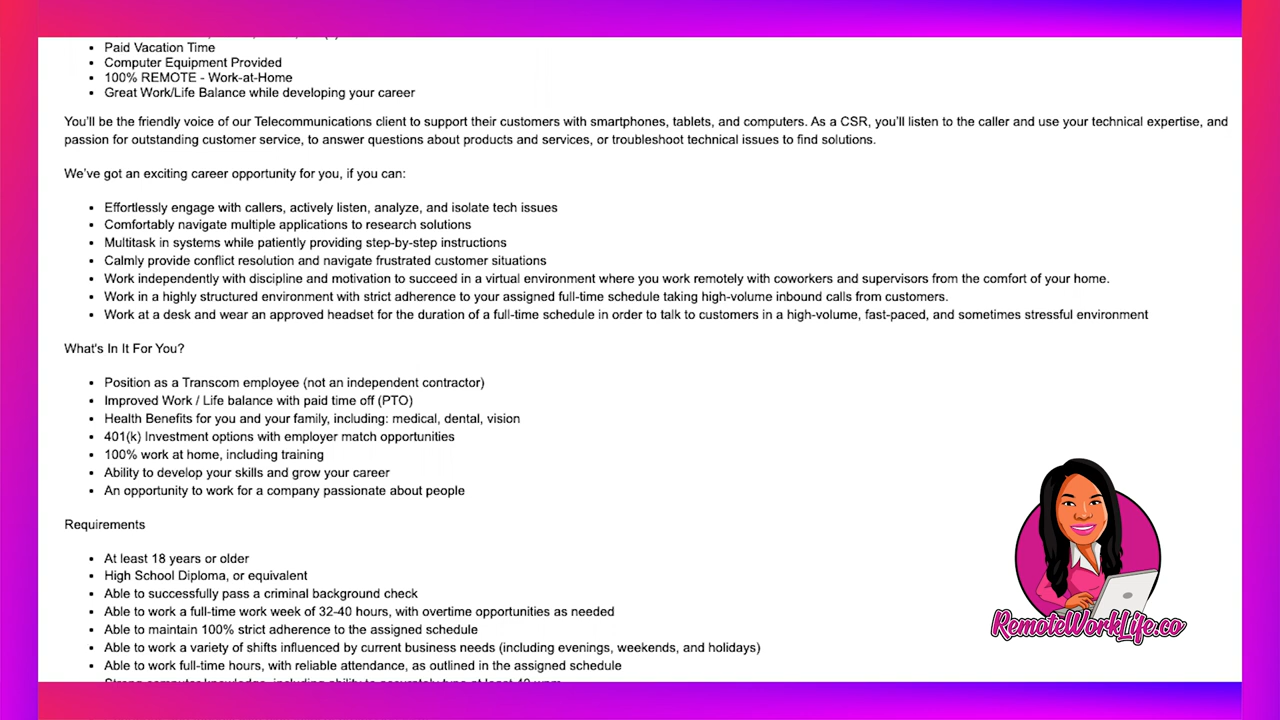 Paid Vacation Time
Computer Equipment Provided
100% REMOTE - Work-at-Home
Great Work/Life Balance while developing your career
You'll be the friendly voice of our Telecommunications client to support their customers with smartphones, tablets, and computers. As a CSR, you'll listen to the caller and use your technical expertise, and
passion for outstanding customer service, to answer questions about products and services, or troubleshoot technical issues to find solutions.
We've got an exciting career opportunity for you, if you can:
Effortlessly engage with callers, actively listen, analyze, and isolate tech issues
Comfortably navigate multiple applications to research solutions
Multitask in systems while patiently providing step-by-step instructions
Calmly provide conflict resolution and navigate frustrated customer situations
Work independently with discipline and motivation to succeed in a virtual environment where you work remotely with coworkers and supervisors from the comfort of your home.
Work in a highly structured environment with strict adherence to your assigned full-time schedule taking high-volume inbound calls from customers.
Work at a desk and wear an approved headset for the duration of a full-time schedule in order to talk to customers in a high-volume, fast-paced, and sometimes stressful environment
What's In It For You?
Position as a Transcom employee (not an independent contractor)
Improved Work / Life balance with paid time off (PTO)
Health Benefits for you and your family, including: medical, dental, vision
401(k) Investment options with employer match opportunities
100% work at home, including training
Ability to develop your skills and grow your career
An opportunity to work for a company passionate about people
Requirements
At least 18 years or older
High School Diploma, or equivalent
Able to successfully pass a criminal background check
Able to work a full-time work week of 32-40 hours, with overtime opportunities as needed
Able to maintain 100% strict adherence to the assigned schedule
Able to work a variety of shifts influenced by current business needs (including evenings, weekends, and holidays)
Able to work full-time hours, with reliable attendance, as outlined in the assigned schedule
RemoteWorkLife.co